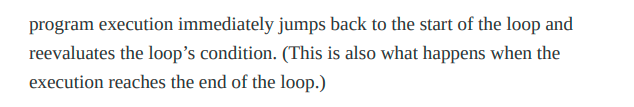 program execution immediately jumps back to the start of the loop and
reevaluates the loop’s condition. (This is also what happens when the
execution reaches the end of the loop.)